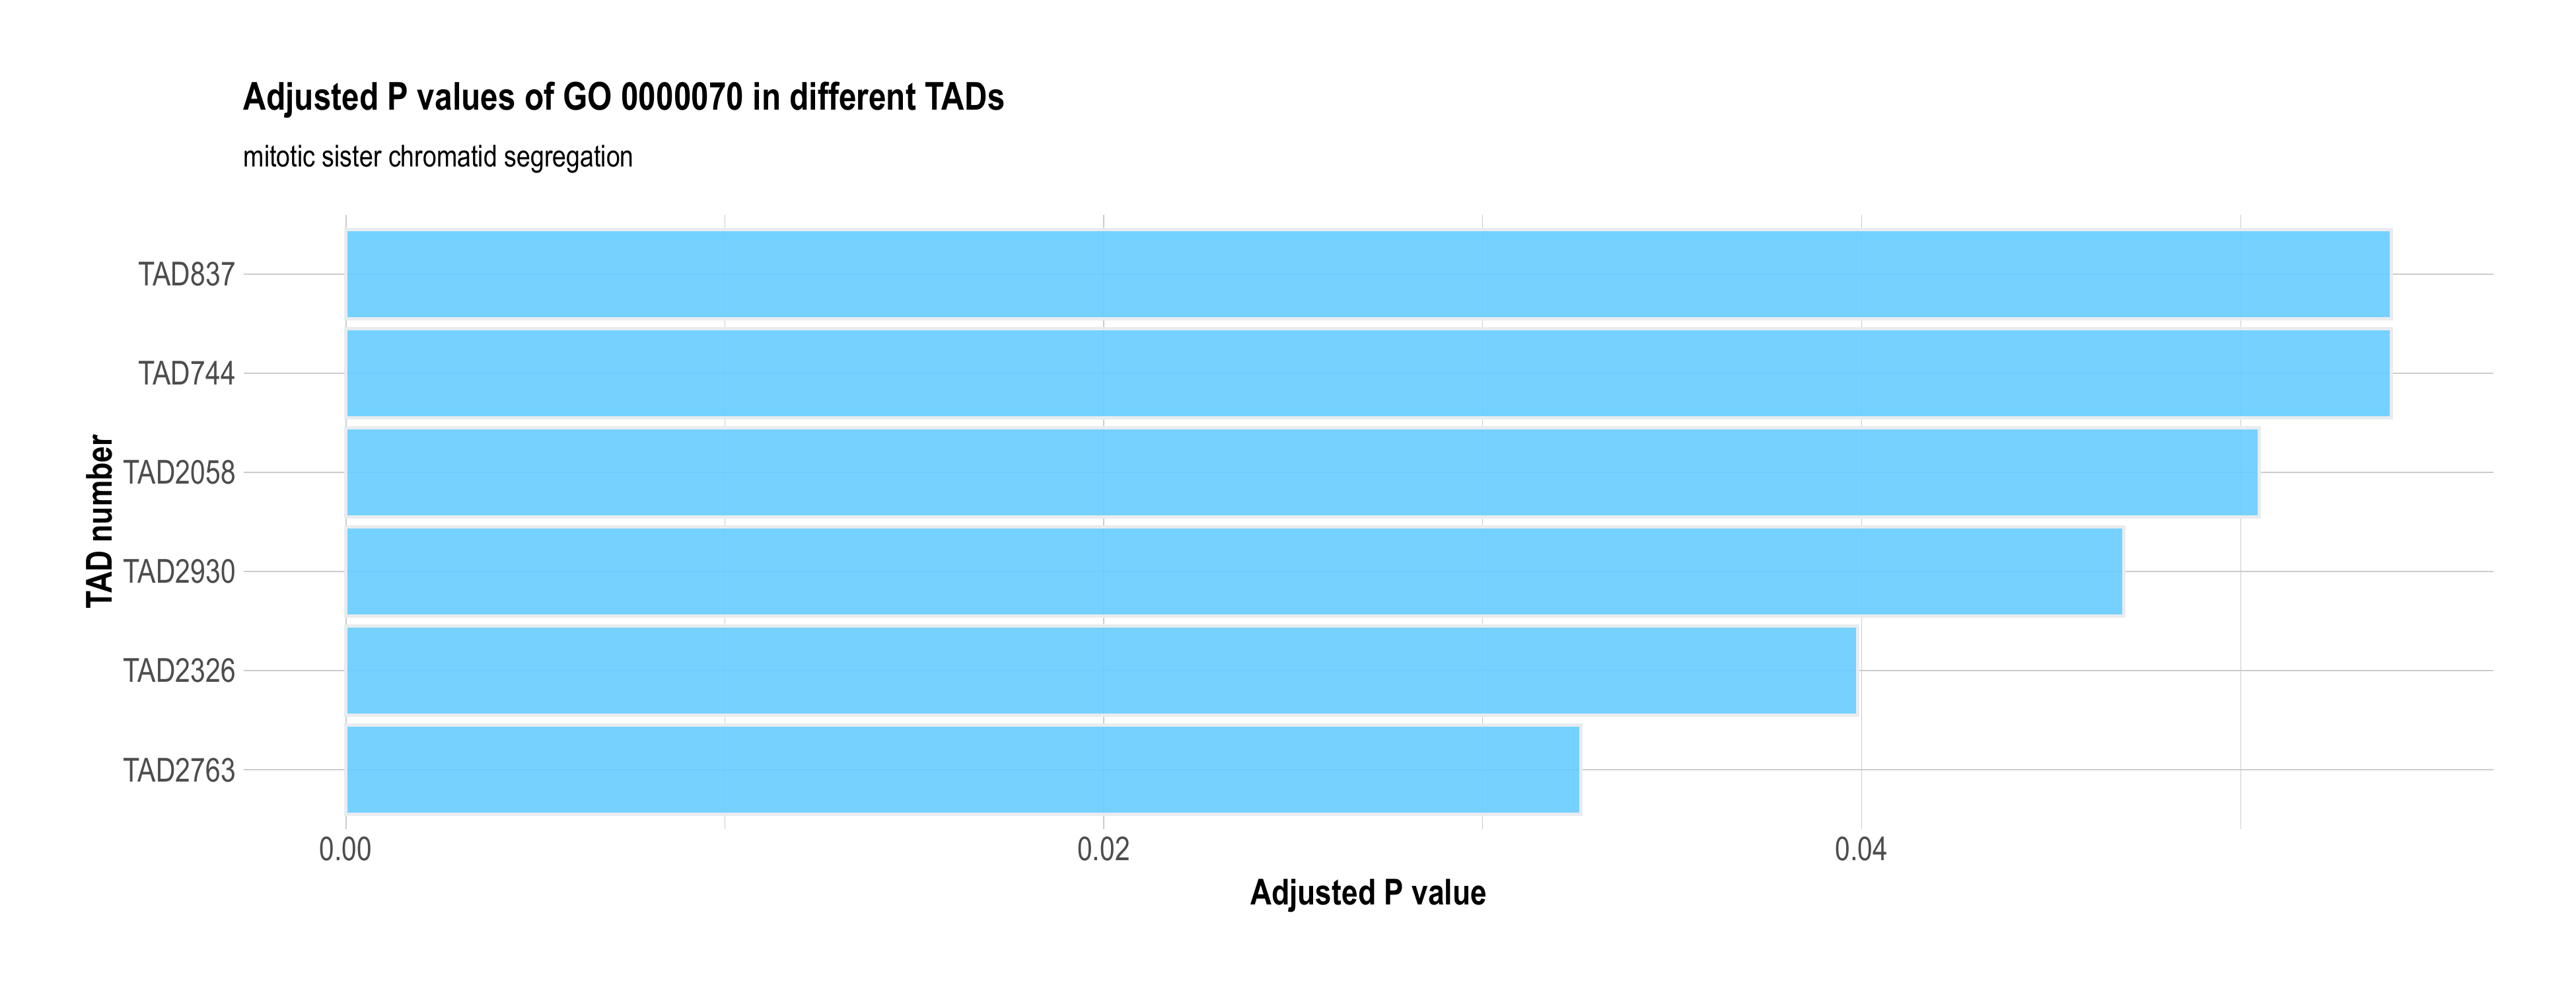 Adjusted P values of GO 0000070 in different TADs
mitotic sister chromatid segregation
TAD number
TAD837
TAD744
TAD2058
TAD2930
TAD2326
TAD2763
0.00 0.02 0.04
Adjusted P value